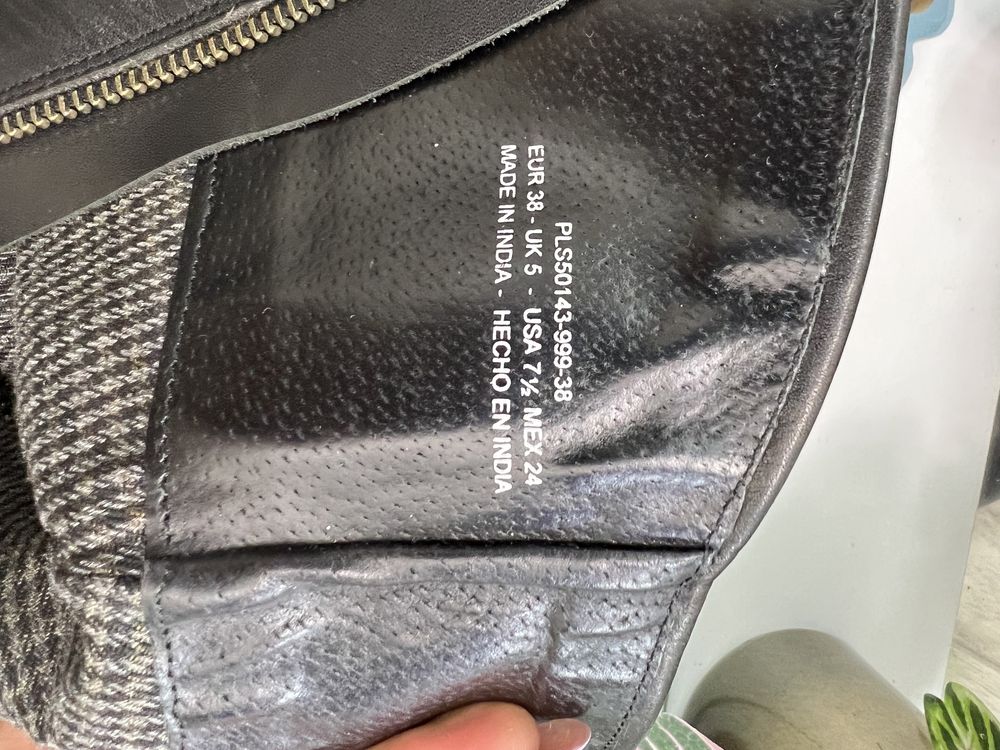 PLS50143-999-38
EUR 38 - UK 5 - USA 7½ MEX 24
MADE IN INDIA - HECHO EN INDIA